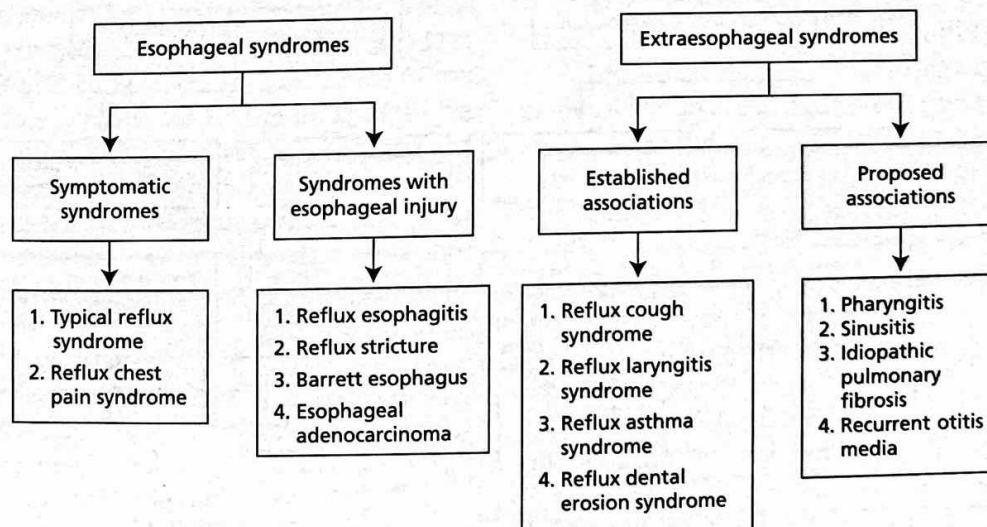 Esophageal syndromes
Extraesophageal syndromes
Symptomatic
syndromes
Syndromes with
esophageal injury
Established
associations
Proposed
associations
1. Typical reflux
syndrome
2. Reflux chest
pain syndrome
1. Reflux esophagitis
2. Reflux stricture
3. Barrett esophagus
4. Esophageal
adenocarcinoma
1. Reflux cough
syndrome
2. Reflux laryngitis
syndrome
3. Reflux asthma
syndrome
4. Reflux dental
erosion syndrome
1. Pharyngitis
2. Sinusitis
3. Idiopathic
pulmonary
fibrosis
4. Recurrent otitis
media